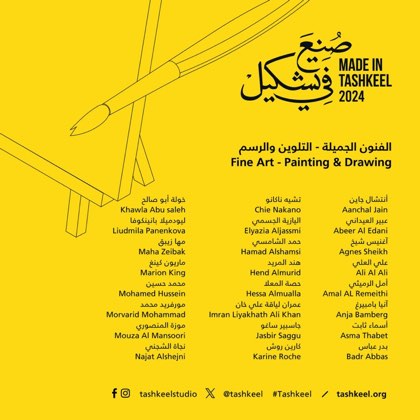 صُنِعَ
في تشكيل
MADE IN
TASHKEEL
2024
الفنون الجميلة - التلوين والرسم
Fine Art - Painting & Drawing
أنتشال جاين
Aanchal Jain
عبير العيداني
Abeer Al Edani
أغنيس شيخ
Agnes Sheikh
علي العلي
Ali Al Ali
أمل الرميثي
Amal AL Remeithi
آنيا بامبيرغ
Anja Bamberg
أسماء ثابت
Asma Thabet
بدر عباس
Badr Abbas
تشيه ناكانو
Chie Nakano
اليازية الجسمي
Elyazia Aljassmi
حمد الشامسي
Hamad Alshamsi
هند المريد
Hend Almurid
حصة المعلا
Hessa Almualla
عمران لياقة علي خان
Imran Liyakhath Ali Khan
جاسبير ساغو
Jasbir Saggu
كارين روش
Karine Roche
خولة أبو صالح
Khawla Abu saleh
ليودميلا بانينكوفا
Liudmila Panenkova
مها زيبق
Maha Zeibak
ماريون كينغ
Marion King
محمد حسين
Mohamed Hussein
مورفريد محمد
Morvarid Mohammad
موزة المنصوري
Mouza Al Mansoori
نجاة الشجني
Najat Alshejni
tashkeelstudio @tashkeel #Tashkeel / tashkeel.org